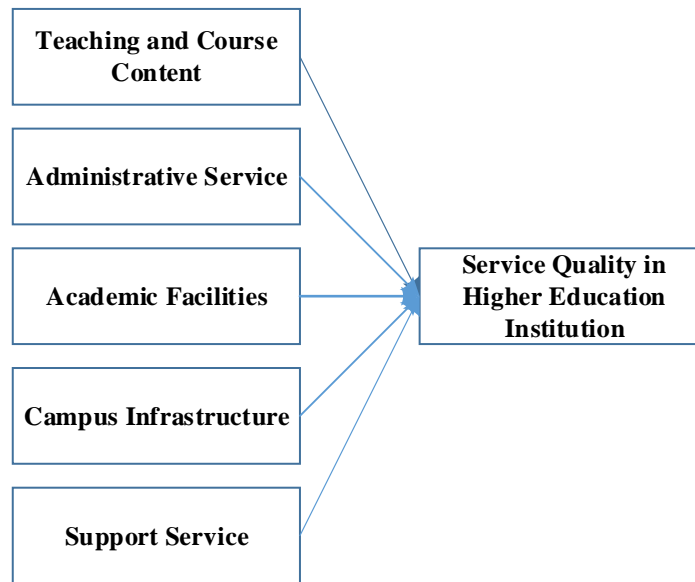 Teaching and Course
Content
Administrative Service
Academic Facilities
Campus Infrastructure
Support Service
Service Quality in
Higher Education
Institution